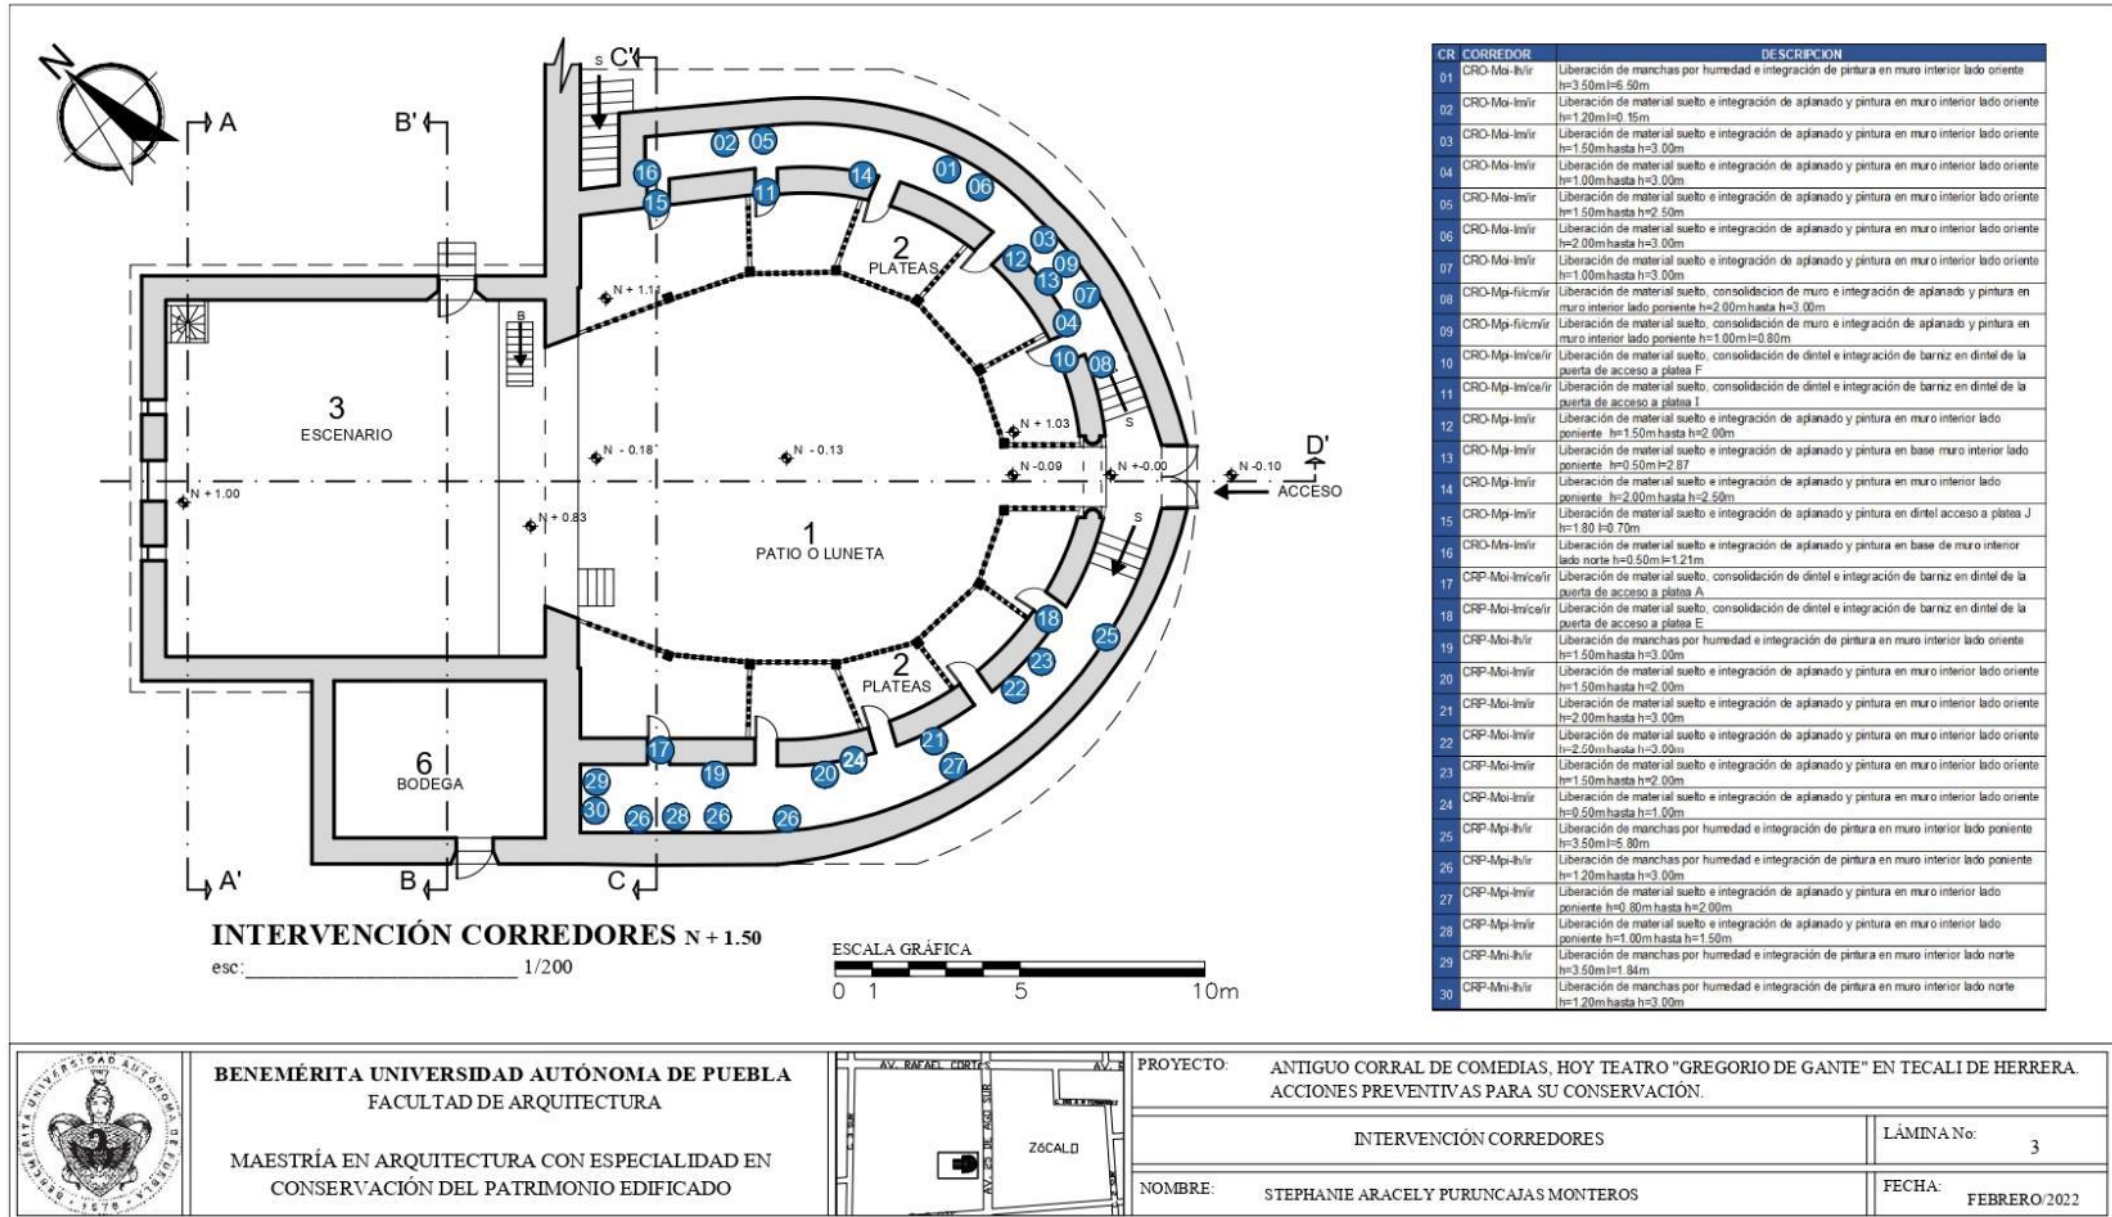 N
A
B'
C'
S
02
05
16
14
01
11
06
15
2
PLATEAS
03
12
09
13
07
N + 1.11
04
B
10
08
S
3
ESCENARIO
N + 1.03
N - 0.18
N - 0.13
N -0.09
N +-0.00
N -0.10
D'
ACCESO
N + 1.00
N + 0.83
1
PATIO O LUNETA
S
18
25
23
2
PLATEAS
22
21
17
24
27
6
BODEGA
29
19
20
30
26
28
26
26
A'
B
C
INTERVENCIÓN CORREDORES N + 1.50
esc: 1/200
ESCALA GRÁFICA
0 1 5 10m
CR CORREDOR DESCRIPCION
01 CRO-Moi-lh/ir Liberación de manchas por humedad e integración de pintura en muro interior lado oriente
h=3.50m l=6.50m
02 CRO-Moi-lm/ir Liberación de material suelto e integración de aplanado y pintura en muro interior lado oriente
h=1.20m l=0.15m
03 CRO-Moi-lm/ir Liberación de material suelto e integración de aplanado y pintura en muro interior lado oriente
h=1.50m hasta h=3.00m
04 CRO-Moi-lm/ir Liberación de material suelto e integración de aplanado y pintura en muro interior lado oriente
h=1.00m hasta h=3.00m
05 CRO-Moi-lm/ir Liberación de material suelto e integración de aplanado y pintura en muro interior lado oriente
h=1.50m hasta h=2.50m
06 CRO-Moi-lm/ir Liberación de material suelto e integración de aplanado y pintura en muro interior lado oriente
h=2.00m hasta h=3.00m
07 CRO-Moi-lm/ir Liberación de material suelto e integración de aplanado y pintura en muro interior lado oriente
h=1.00m hasta h=3.00m
08 CRO-Mpi-fi/cm/ir Liberación de material suelto, consolidacion de muro e integración de aplanado y pintura en
muro interior lado poniente h=2.00m hasta h=3.00m
09 CRO-Mpi-fi/cm/ir Liberación de material suelto, consolidación de muro e integración de aplanado y pintura en
muro interior lado poniente h=1.00m l=0.80m
10 CRO-Mpi-lm/ce/ir Liberación de material suelto, consolidación de dintel e integración de barniz en dintel de la
puerta de acceso a platea F
11 CRO-Mpi-lm/ce/ir Liberación de material suelto, consolidación de dintel e integración de barniz en dintel de la
puerta de acceso a platea I
12 CRO-Mpi-lm/ir Liberación de material suelto e integración de aplanado y pintura en muro interior lado
poniente h=1.50m hasta h=2.00m
13 CRO-Mpi-lm/ir Liberación de material suelto e integración de aplanado y pintura en base muro interior lado
poniente h=0.50m l=2.87
14 CRO-Mpi-lm/ir Liberación de material suelto e integración de aplanado y pintura en muro interior lado
poniente h=2.00m hasta h=2.50m
15 CRO-Mpi-lm/ir Liberación de material suelto e integración de aplanado y pintura en dintel acceso a platea J
h=1.80 l=0.70m
16 CRO-Mni-lm/ir Liberación de material suelto e integración de aplanado y pintura en base de muro interior
lado norte h=0.50m l=1.21m
17 CRP-Moi-lm/ce/ir Liberación de material suelto, consolidación de dintel e integración de barniz en dintel de la
puerta de acceso a platea A
18 CRP-Moi-lm/ce/ir Liberación de material suelto, consolidación de dintel e integración de barniz en dintel de la
puerta de acceso a platea E
19 CRP-Moi-lh/ir Liberación de manchas por humedad e integración de pintura en muro interior lado oriente
h=1.50m hasta h=3.00m
20 CRP-Moi-lm/ir Liberación de material suelto e integración de aplanado y pintura en muro interior lado oriente
h=1.50m hasta h=2.00m
21 CRP-Moi-lm/ir Liberación de material suelto e integración de aplanado y pintura en muro interior lado oriente
h=2.00m hasta h=3.00m
22 CRP-Moi-lm/ir Liberación de material suelto e integración de aplanado y pintura en muro interior lado oriente
h=2.50m hasta h=3.00m
23 CRP-Moi-lm/ir Liberación de material suelto e integración de aplanado y pintura en muro interior lado oriente
h=1.50m hasta h=2.00m
24 CRP-Moi-lm/ir Liberación de material suelto e integración de aplanado y pintura en muro interior lado oriente
h=0.50m hasta h=1.00m
25 CRP-Mpi-lh/ir Liberación de manchas por humedad e integración de pintura en muro interior lado poniente
h=3.50m l=5.80m
26 CRP-Mpi-lh/ir Liberación de manchas por humedad e integración de pintura en muro interior lado poniente
h=1.20m hasta h=3.00m
27 CRP-Mpi-lm/ir Liberación de material suelto e integración de aplanado y pintura en muro interior lado
poniente h=0.80m hasta h=2.00m
28 CRP-Mpi-lm/ir Liberación de material suelto e integración de aplanado y pintura en muro interior lado
poniente h=1.00m hasta h=1.50m
29 CRP-Mni-lh/ir Liberación de manchas por humedad e integración de pintura en muro interior lado norte
h=3.50m l=1.84m
30 CRP-Mni-lh/ir Liberación de manchas por humedad e integración de pintura en muro interior lado norte
h=1.20m hasta h=3.00m
BENEMÉRITA UNIVERSIDAD AUTÓNOMA DE PUEBLA
FACULTAD DE ARQUITECTURA
MAESTRÍA EN ARQUITECTURA CON ESPECIALIDAD EN
CONSERVACIÓN DEL PATRIMONIO EDIFICADO
AV. RAFAEL CORTES
AV. 25 DE AGO SUR
ZóCALO
PROYECTO: ANTIGUO CORRAL DE COMEDIAS, HOY TEATRO "GREGORIO DE GANTE" EN TECALI DE HERRERA.
ACCIONES PREVENTIVAS PARA SU CONSERVACIÓN.
INTERVENCIÓN CORREDORES
LÁMINA No: 3
NOMBRE: STEPHANIE ARACELY PURUNCAJAS MONTEROS
FECHA: FEBRERO/2022